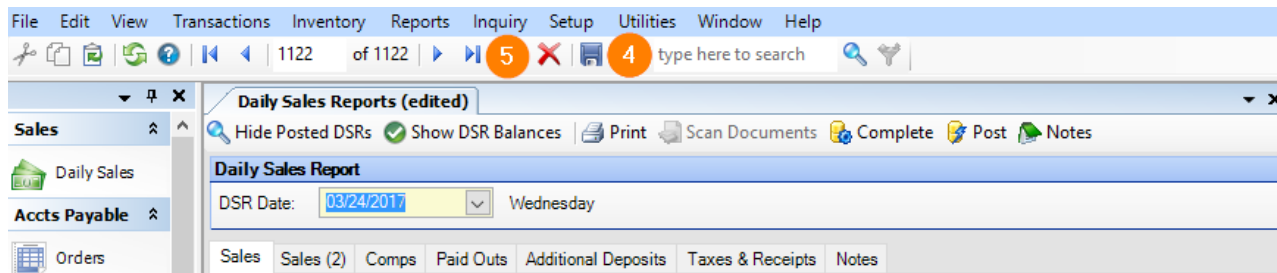 File Edit View Transactions Inventory Reports Inquiry Setup Utilities Window Help
1122 of 1122 5 4 type here to search
Daily Sales Reports (edited)
Sales
Hide Posted DSRs Show DSR Balances Print Scan Documents Complete Post Notes
Daily Sales
Daily Sales Report
DSR Date: 03/24/2017 Wednesday
Accts Payable
Orders
Sales Sales (2) Comps Paid Outs Additional Deposits Taxes & Receipts Notes